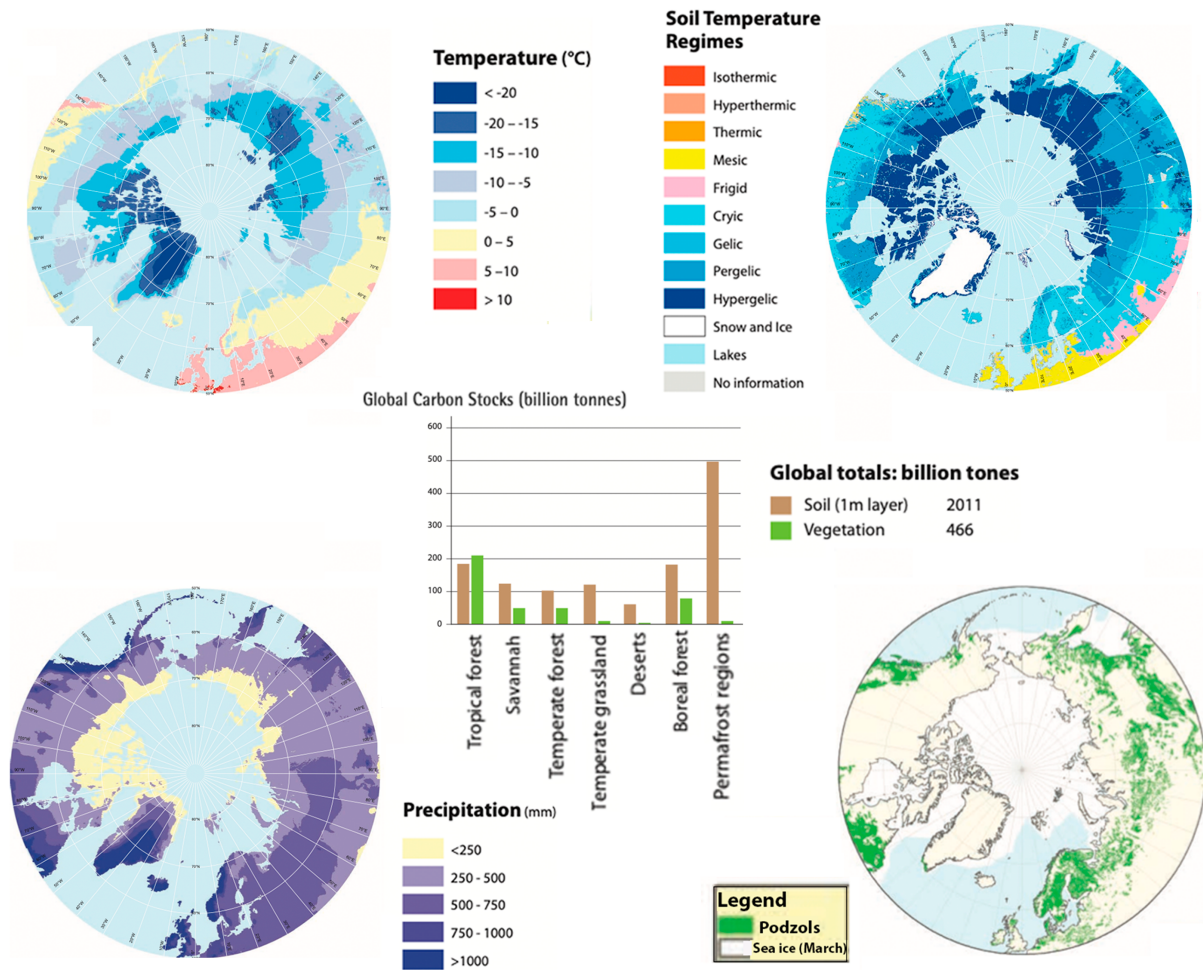 Temperature (°C)
< -20
-20 – -15
-15 – -10
-10 – -5
-5 – 0
0 – 5
5 –10
> 10
Soil Temperature
Regimes
Isothermic
Hyperthermic
Thermic
Mesic
Frigid
Cryic
Gelic
Pergelic
Hypergelic
Snow and Ice
Lakes
No information
Global Carbon Stocks (billion tonnes)
600
500
400
300
200
100
0
Tropical forest
Savannah
Temperate forest
Temperate grassland
Deserts
Boreal forest
Permafrost regions
Global totals: billion tones
Soil (1m layer) 2011
Vegetation 466
Precipitation (mm)
<250
250 - 500
500 - 750
750 - 1000
>1000
Legend
Podzols
Sea ice (March)